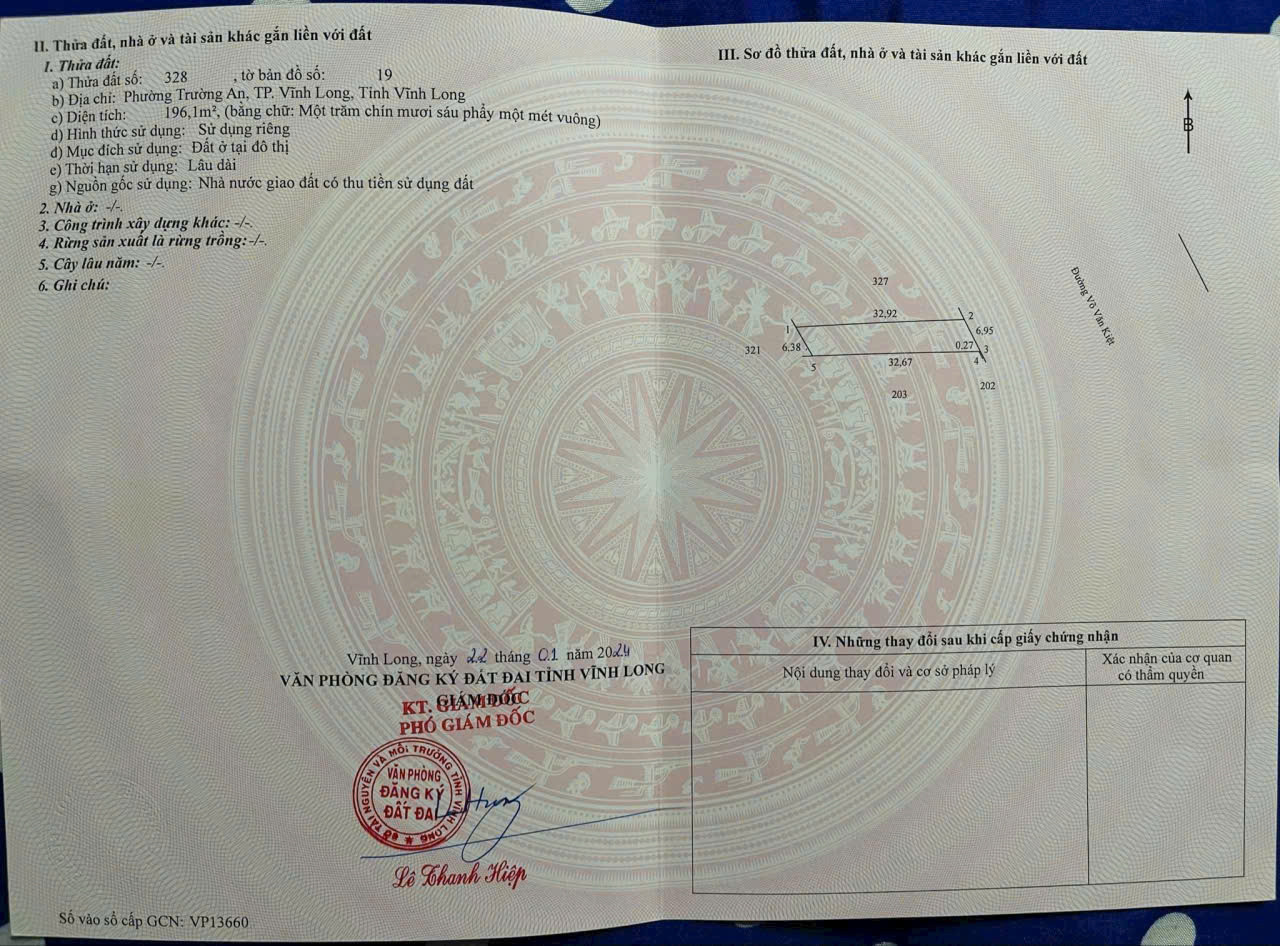 II. Thửa đất, nhà ở và tài sản khác gắn liền với đất
1. Thửa đất:
a) Thửa đất số: 328 , tờ bản đồ số: 19
b) Địa chỉ: Phường Trường An, TP. Vĩnh Long, Tỉnh Vĩnh Long
c) Diện tích: 196,1m², (bằng chữ: Một trăm chín mươi sáu phẩy một mét vuông)
d) Hình thức sử dụng: Sử dụng riêng
đ) Mục đích sử dụng: Đất ở tại đô thị
e) Thời hạn sử dụng: Lâu dài
g) Nguồn gốc sử dụng: Nhà nước giao đất có thu tiền sử dụng đất
2. Nhà ở: -/-.
3. Công trình xây dựng khác: -/-.
4. Rừng sản xuất là rừng trồng: -/-.
5. Cây lâu năm: -/-.
6. Ghi chú:
Vĩnh Long, ngày 22 tháng 01 năm 2024
VĂN PHÒNG ĐĂNG KÝ ĐẤT ĐAI TỈNH VĨNH LONG
GIÁM ĐỐC
KT. GIÁM ĐỐC
PHÓ GIÁM ĐỐC
SỞ TÀI NGUYÊN VÀ MÔI TRƯỜNG TỈNH VĨNH LONG
VĂN PHÒNG
ĐĂNG KÝ
ĐẤT ĐAI
Lê Thanh Hiệp
Số vào sổ cấp GCN: VP13660
III. Sơ đồ thửa đất, nhà ở và tài sản khác gắn liền với đất
B
Đường Võ Văn Kiệt
327
32,92
1
2
6,95
321
6,38
0,27
3
5
32,67
4
202
203
IV. Những thay đổi sau khi cấp giấy chứng nhận
Nội dung thay đổi và cơ sở pháp lý
Xác nhận của cơ quan
có thẩm quyền